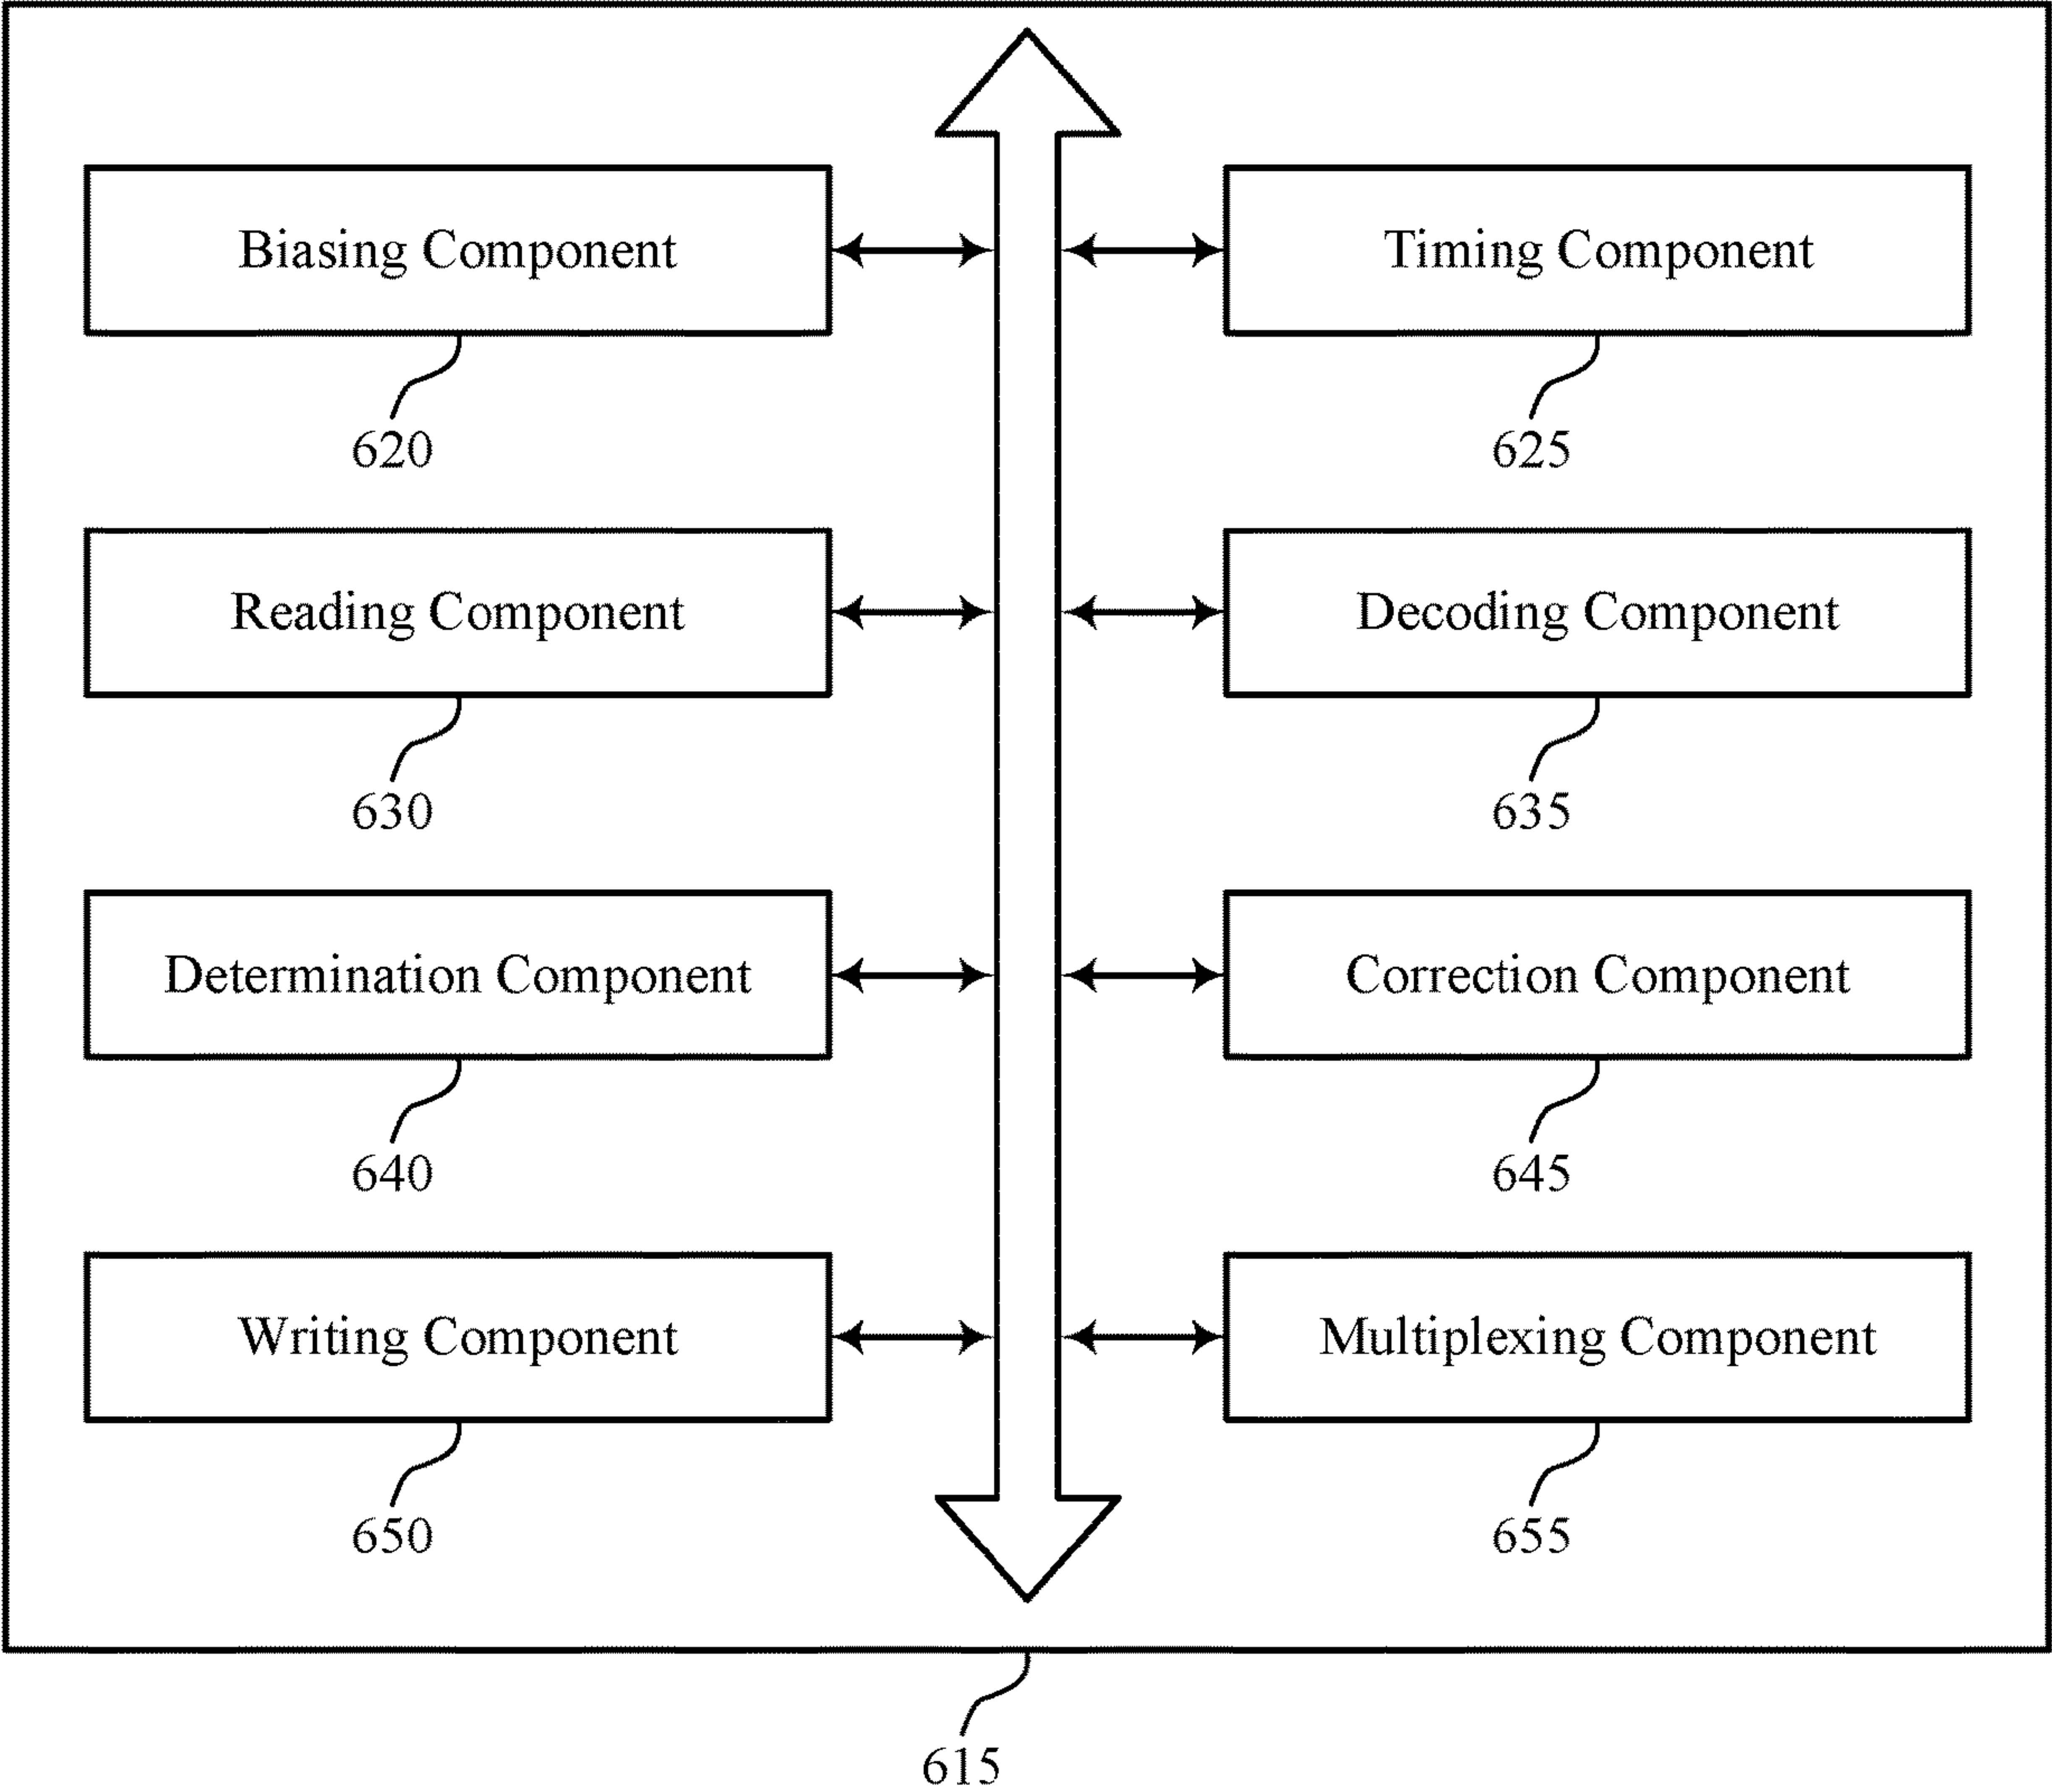 Biasing Component
Timing Component
620
625
Reading Component
Decoding Component
630
635
Determination Component
Correction Component
640
645
Writing Component
Multiplexing Component
650
655
615